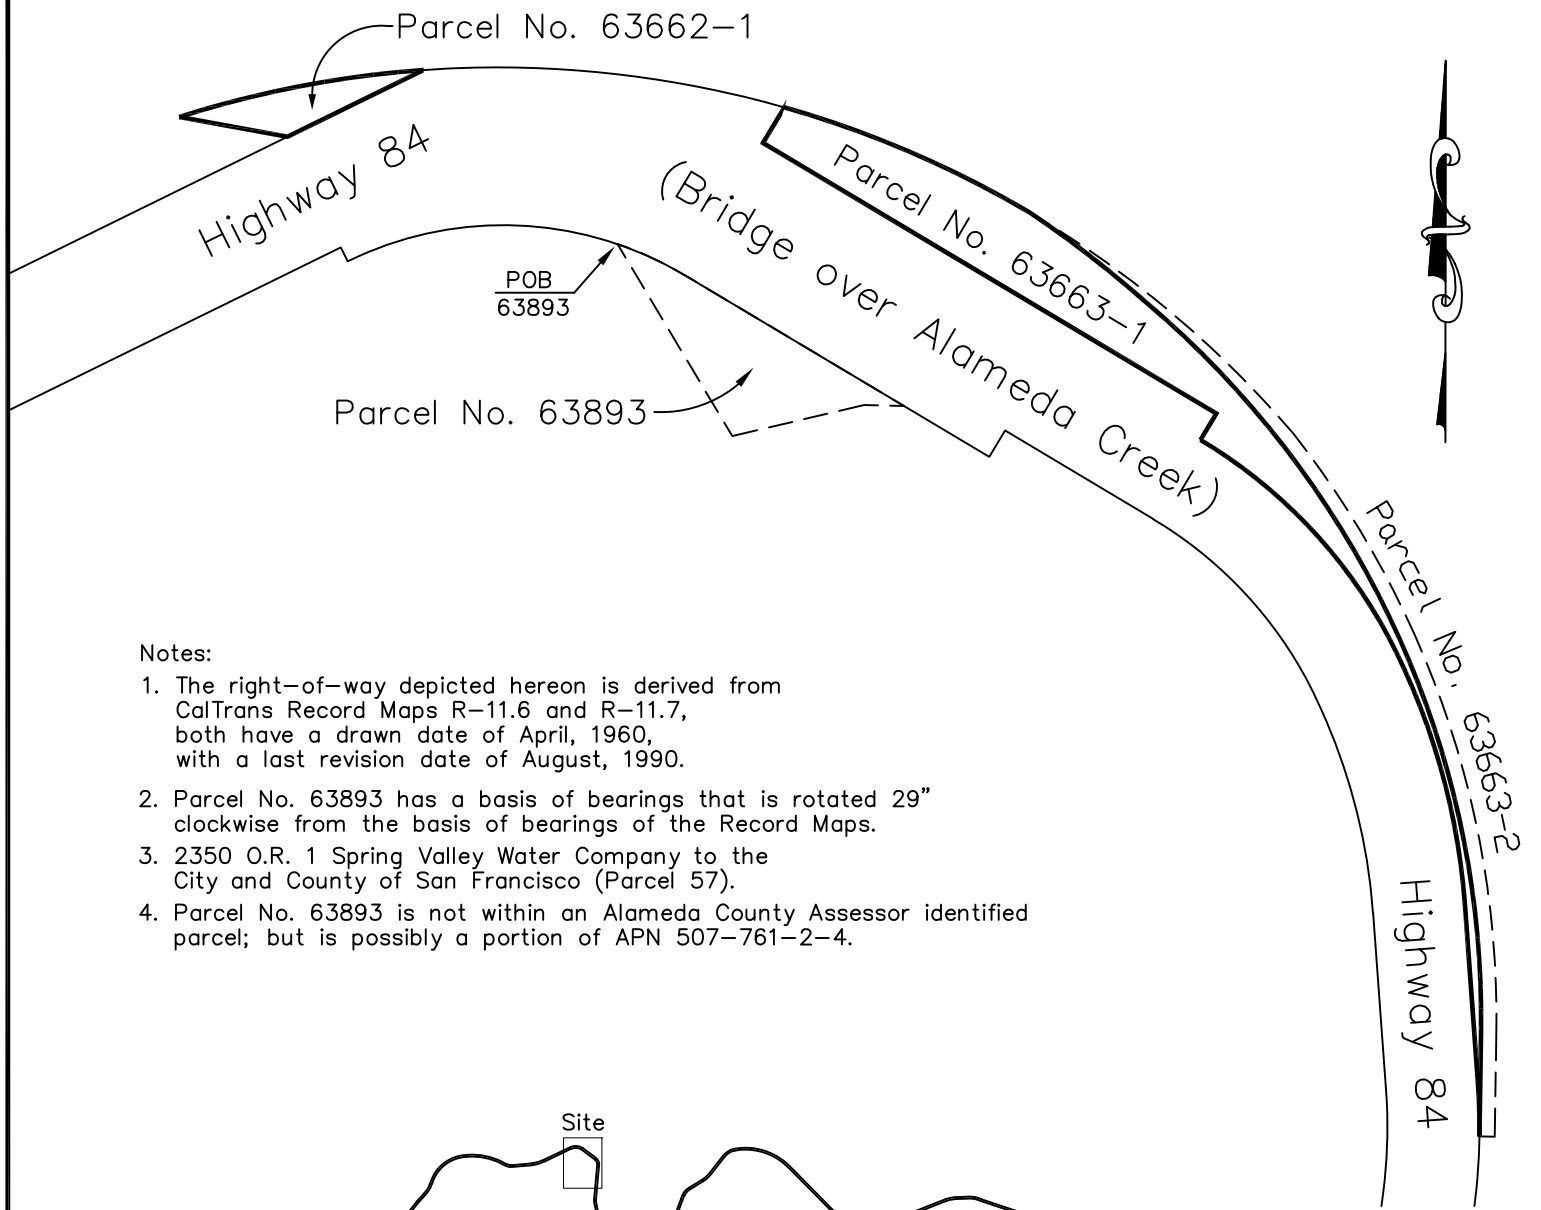 Parcel No. 63662-1
Highway 84
(Bridge over Alameda Creek)
Parcel No. 63663-1
POB
63893
Parcel No. 63893
Parcel No. 63663-2
Highway 84
Notes:
1. The right-of-way depicted hereon is derived from
CalTrans Record Maps R-11.6 and R-11.7,
both have a drawn date of April, 1960,
with a last revision date of August, 1990.
2. Parcel No. 63893 has a basis of bearings that is rotated 29"
clockwise from the basis of bearings of the Record Maps.
3. 2350 O.R. 1 Spring Valley Water Company to the
City and County of San Francisco (Parcel 57).
4. Parcel No. 63893 is not within an Alameda County Assessor identified
parcel; but is possibly a portion of APN 507-761-2-4.
Site